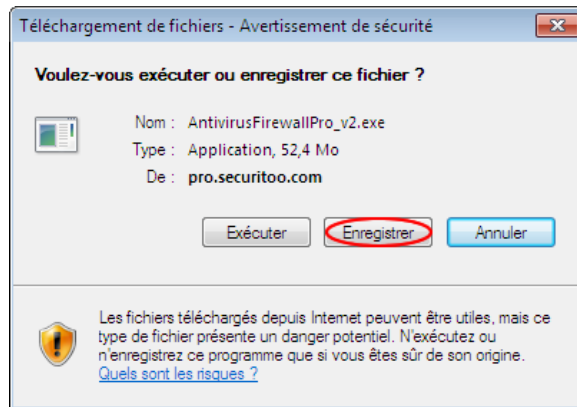 Téléchargement de fichiers - Avertissement de sécurité
Voulez-vous exécuter ou enregistrer ce fichier ?
Nom : AntivirusFirewallPro_v2.exe
Type : Application, 52,4 Mo
De : pro.securitoo.com
Exécuter Enregistrer Annuler
Les fichiers téléchargés depuis Internet peuvent être utiles, mais ce
type de fichier présente un danger potentiel. N'exécutez ou
n'enregistrez ce programme que si vous êtes sûr de son origine.
Quels sont les risques ?